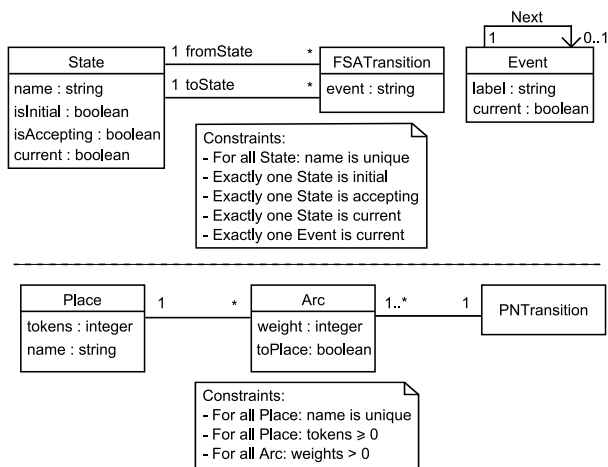 Next
1 fromState *
1 0..1
State
FSATransition
Event
name : string
1 toState *
event : string
label : string
isInitial : boolean
current : boolean
isAccepting : boolean
current : boolean
Constraints:
- For all State: name is unique
- Exactly one State is initial
- Exactly one State is accepting
- Exactly one State is current
- Exactly one Event is current
Place
1 *
Arc
1..* 1
PNTransition
tokens : integer
name : string
weight : integer
toPlace: boolean
Constraints:
- For all Place: name is unique
- For all Place: tokens ⩾ 0
- For all Arc: weights > 0